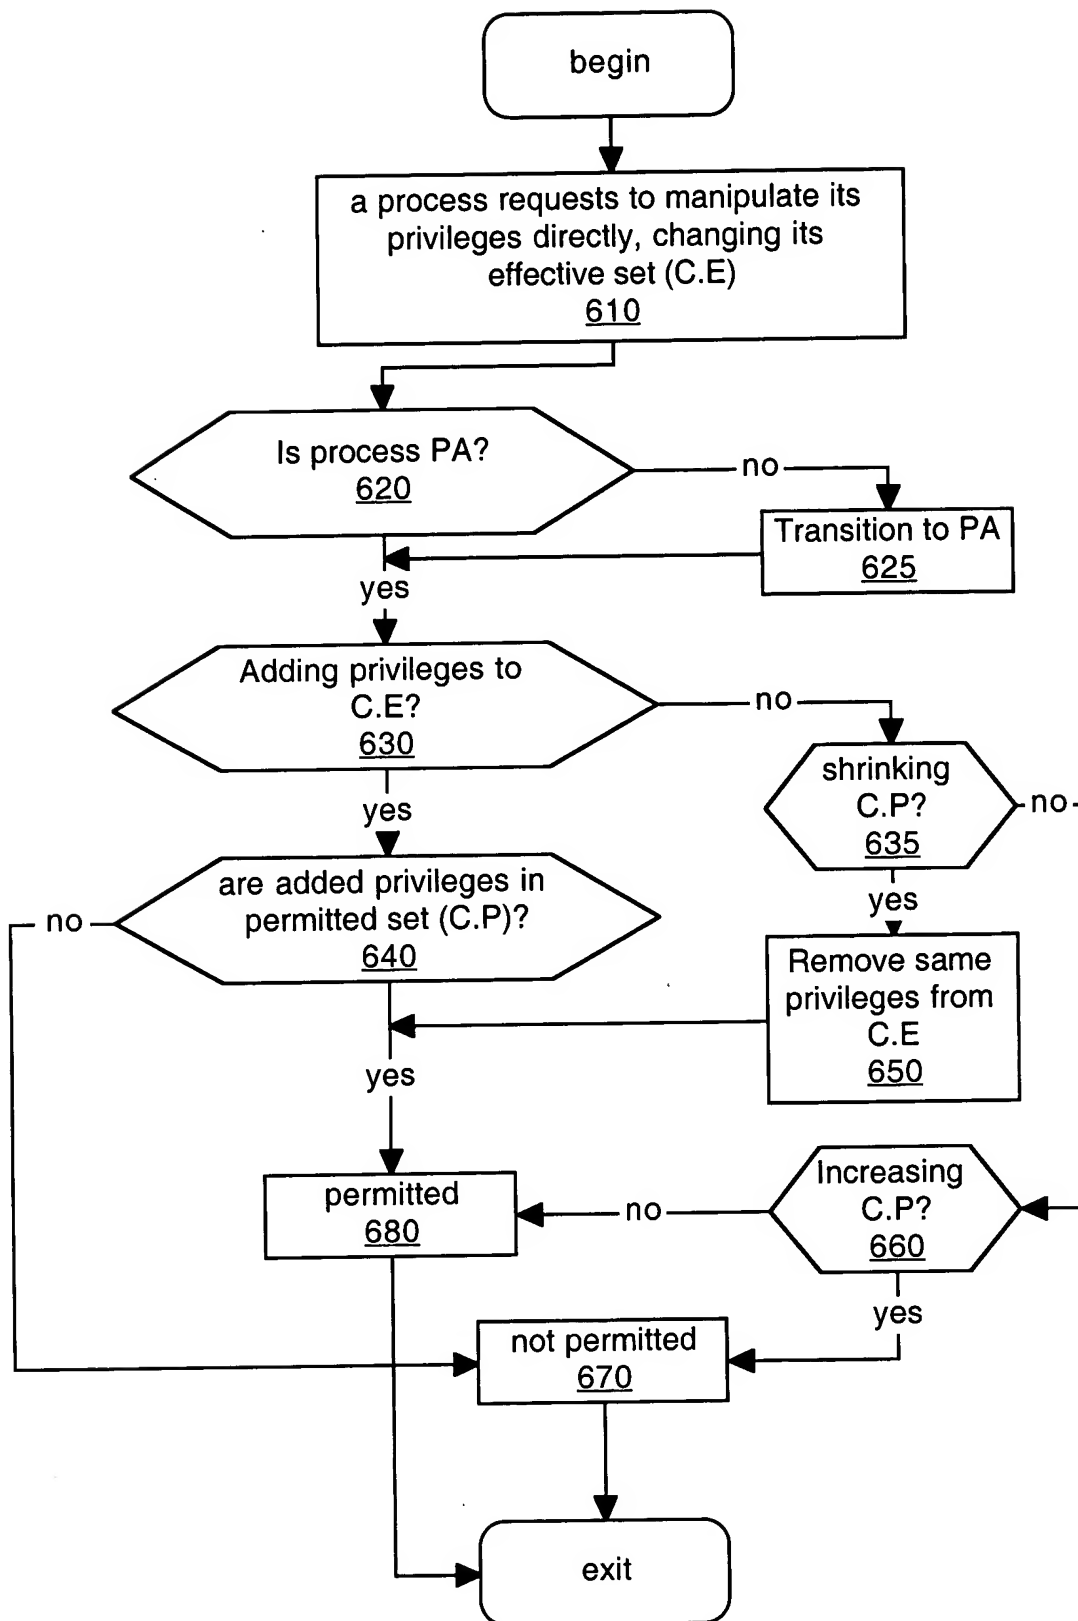 begin
a process requests to manipulate its
privileges directly, changing its
effective set (C.E)
610
Is process PA?
620
no
Transition to PA
625
yes
Adding privileges to
C.E?
630
no
shrinking
C.P?
635
no
yes
are added privileges in
permitted set (C.P)?
640
no
yes
Remove same
privileges from
C.E
650
yes
permitted
680
no
Increasing
C.P?
660
yes
not permitted
670
exit